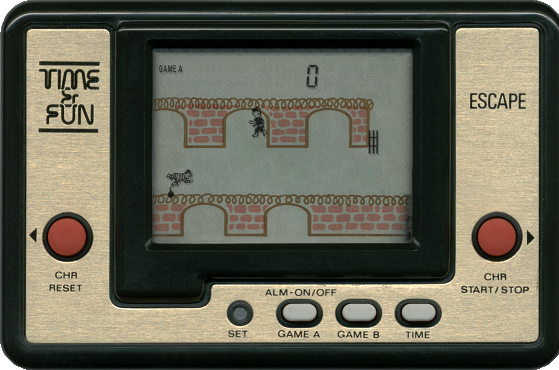 TIME
&
FUN
GAME A
0
ESCAPE
CHR
RESET
ALM-ON/OFF
SET
GAME A
GAME B
TIME
CHR
START/STOP